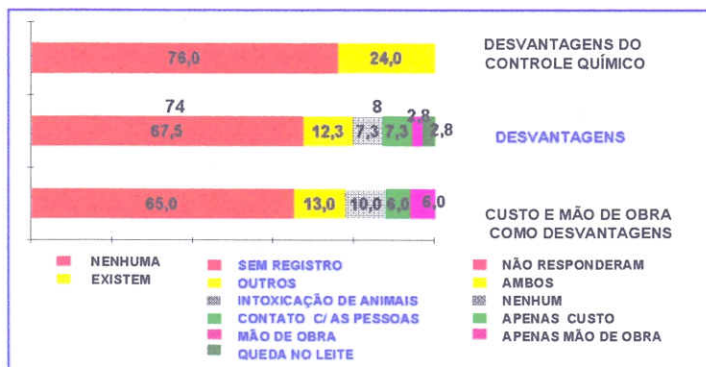 76,0 24,0
DESVANTAGENS DO
CONTROLE QUÍMICO
74 8
67,5 12,3 7,3 7,3 2,8 2,8
DESVANTAGENS
65,0 13,0 10,0 6,0 6,0
CUSTO E MÃO DE OBRA
COMO DESVANTAGENS
NENHUMA
EXISTEM
SEM REGISTRO
OUTROS
INTOXICAÇÃO DE ANIMAIS
CONTATO C/ AS PESSOAS
MÃO DE OBRA
QUEDA NO LEITE
NÃO RESPONDERAM
AMBOS
NENHUM
APENAS CUSTO
APENAS MÃO DE OBRA